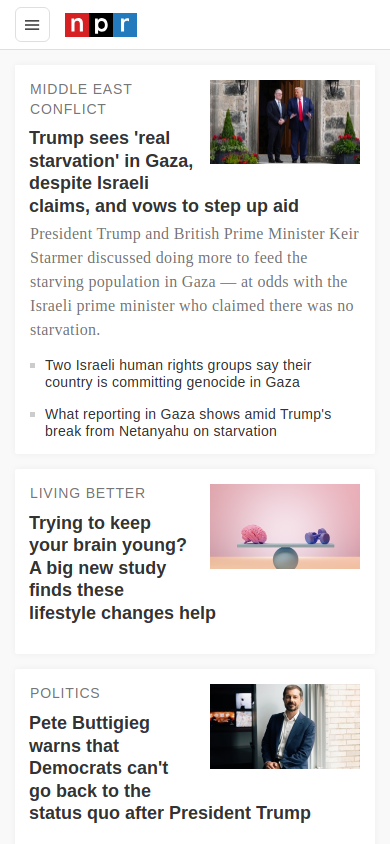 npr
MIDDLE EAST
CONFLICT
Trump sees 'real
starvation' in Gaza,
despite Israeli
claims, and vows to step up aid
President Trump and British Prime Minister Keir
Starmer discussed doing more to feed the
starving population in Gaza — at odds with the
Israeli prime minister who claimed there was no
starvation.
Two Israeli human rights groups say their
country is committing genocide in Gaza
What reporting in Gaza shows amid Trump's
break from Netanyahu on starvation
LIVING BETTER
Trying to keep
your brain young?
A big new study
finds these
lifestyle changes help
POLITICS
Pete Buttigieg
warns that
Democrats can't
go back to the
status quo after President Trump